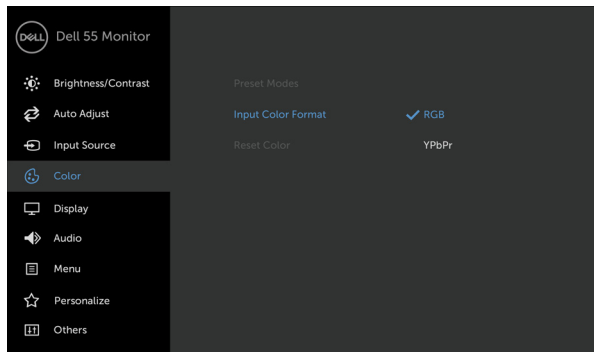 DELL Dell 55 Monitor
Brightness/Contrast
Preset Modes
Auto Adjust
Input Color Format
RGB
Input Source
Reset Color
YPbPr
Color
Display
Audio
Menu
Personalize
Others